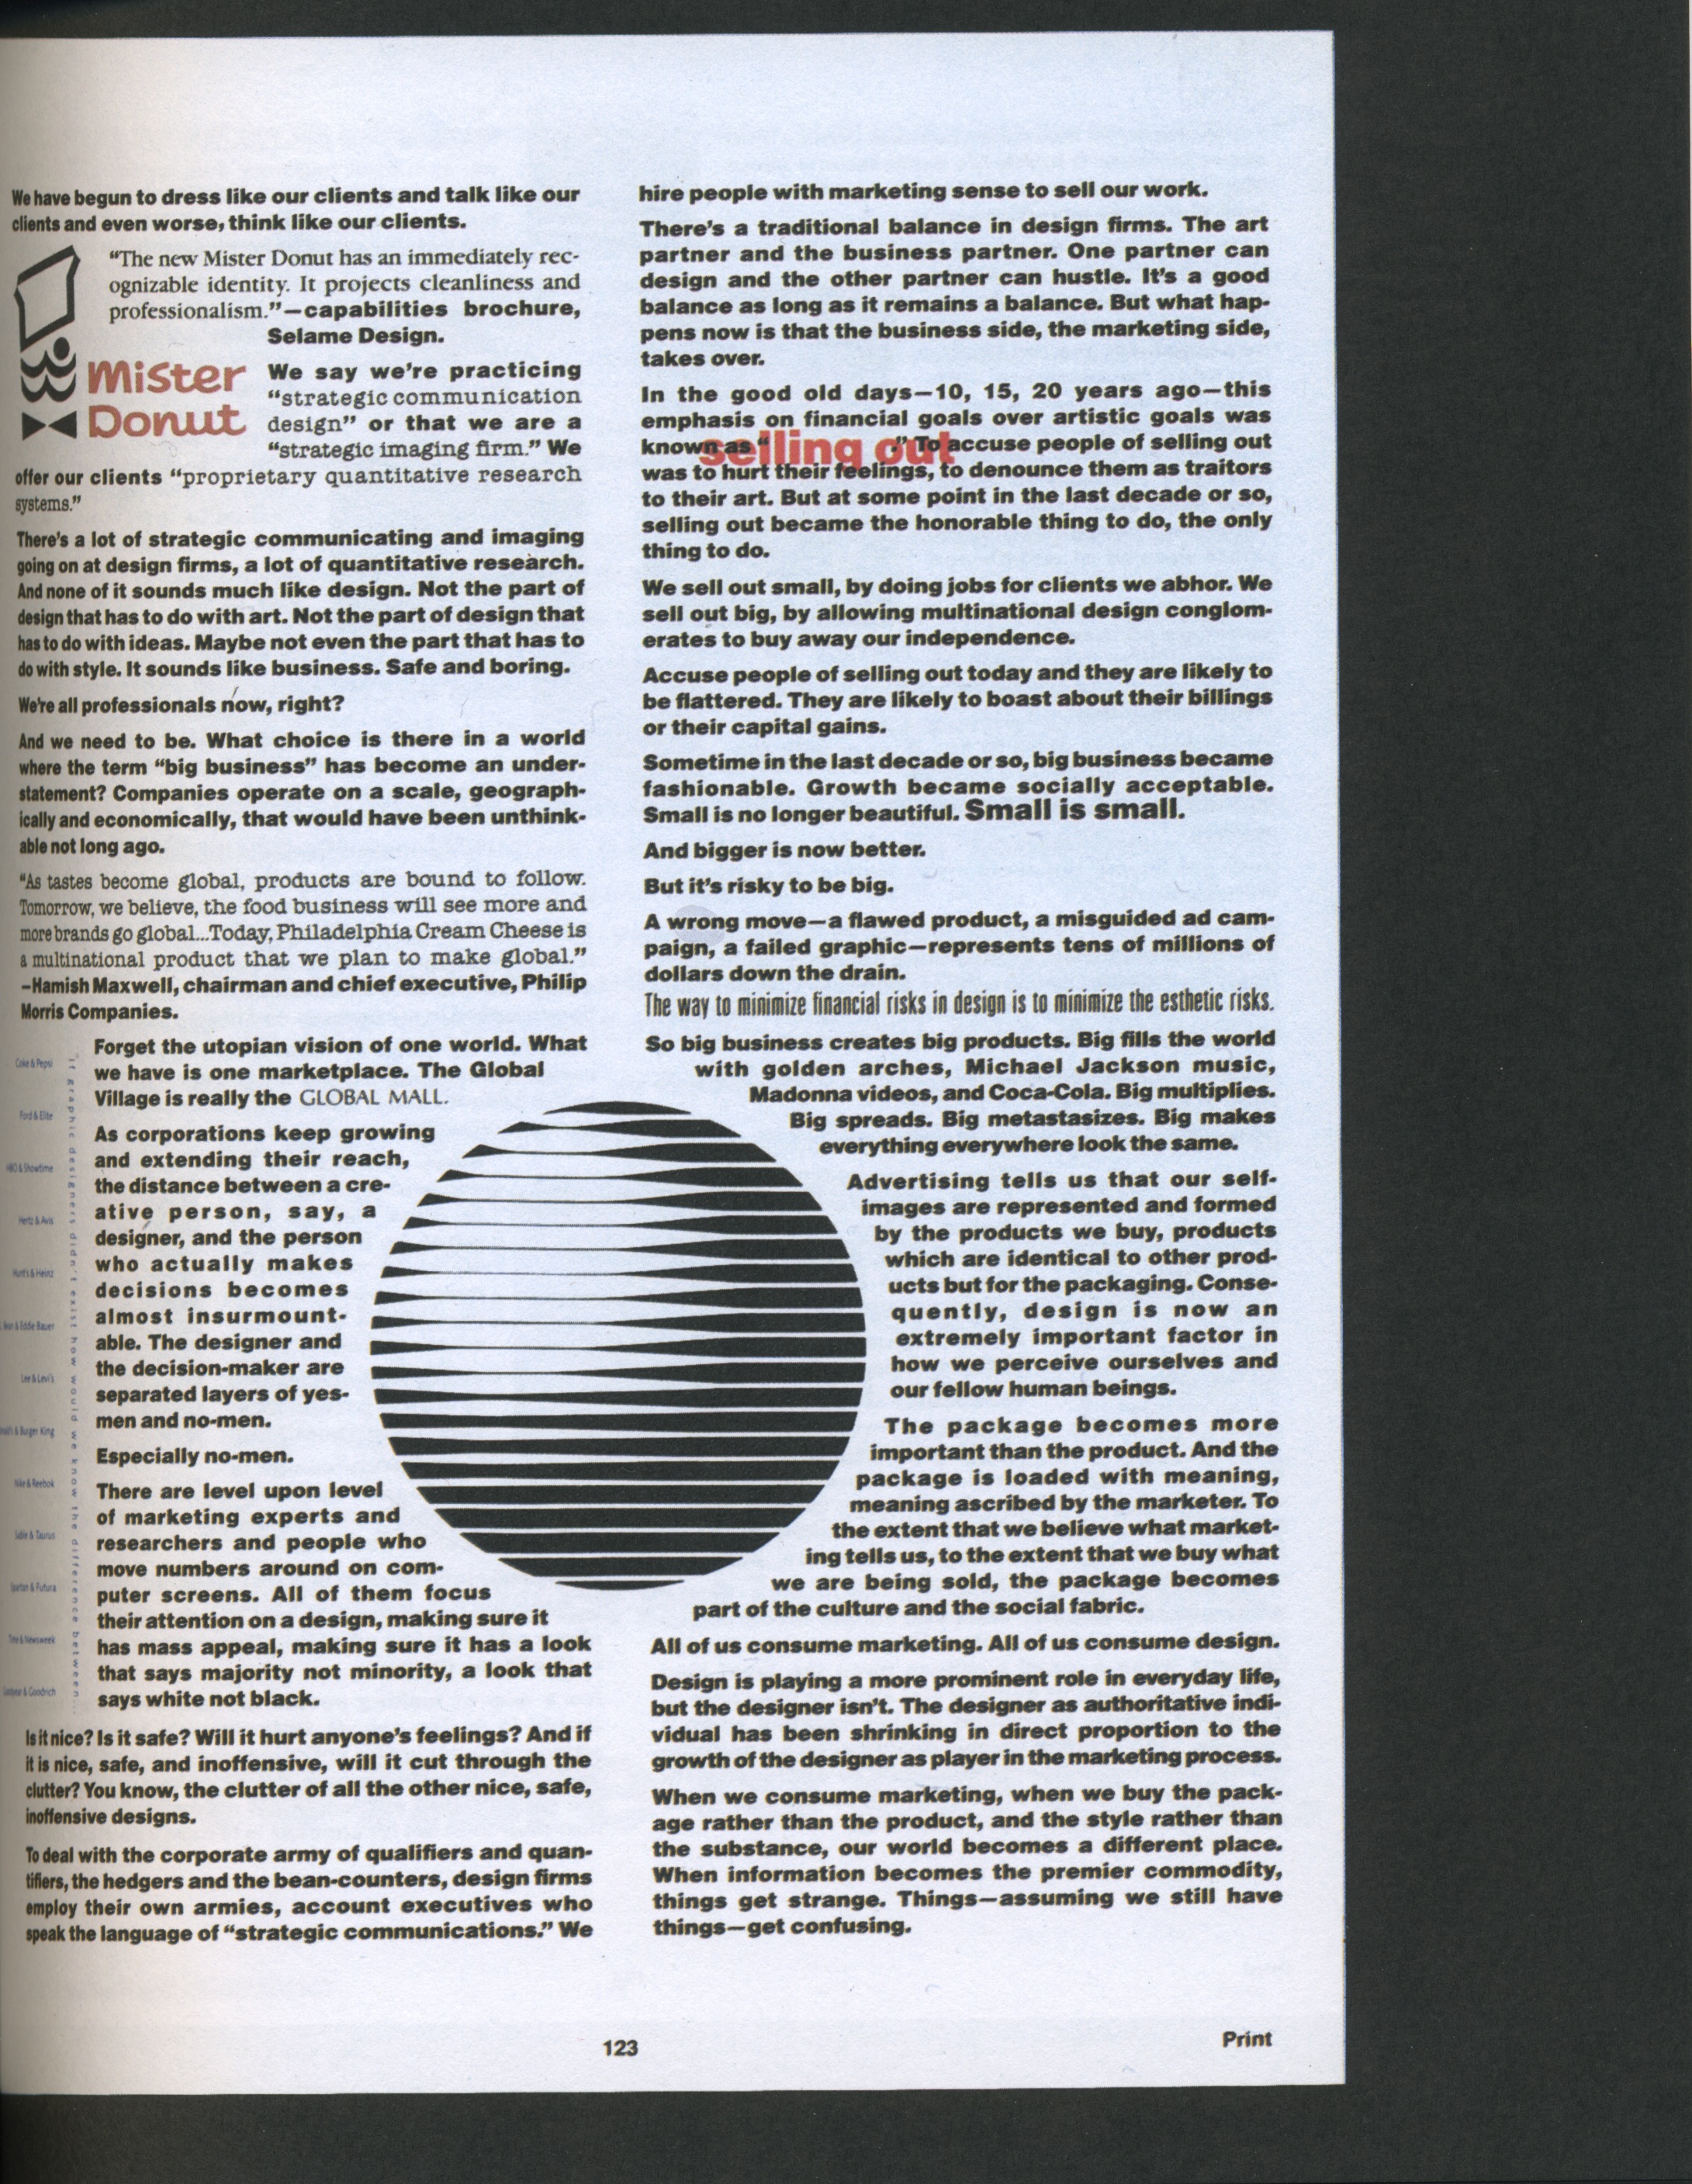 We have begun to dress like our clients and talk like our
clients and even worse, think like our clients.
“The new Mister Donut has an immediately rec-
ognizable identity. It projects cleanliness and
professionalism.”—capabilities brochure,
Selame Design.
Mister
Donut
We say we’re practicing
“strategic communication
design” or that we are a
“strategic imaging firm.” We
offer our clients “proprietary quantitative research
systems.”
There’s a lot of strategic communicating and imaging
going on at design firms, a lot of quantitative research.
And none of it sounds much like design. Not the part of
design that has to do with art. Not the part of design that
has to do with ideas. Maybe not even the part that has to
do with style. It sounds like business. Safe and boring.
We’re all professionals now, right?
And we need to be. What choice is there in a world
where the term “big business” has become an under-
statement? Companies operate on a scale, geograph-
ically and economically, that would have been unthink-
able not long ago.
“As tastes become global, products are bound to follow.
Tomorrow, we believe, the food business will see more and
more brands go global...Today, Philadelphia Cream Cheese is
a multinational product that we plan to make global.”
–Hamish Maxwell, chairman and chief executive, Philip
Morris Companies.
Forget the utopian vision of one world. What
we have is one marketplace. The Global
Village is really the GLOBAL MALL.
As corporations keep growing
and extending their reach,
the distance between a cre-
ative person, say, a
designer, and the person
who actually makes
decisions becomes
almost insurmount-
able. The designer and
the decision-maker are
separated layers of yes-
men and no-men.
Especially no-men.
There are level upon level
of marketing experts and
researchers and people who
move numbers around on com-
puter screens. All of them focus
their attention on a design, making sure it
has mass appeal, making sure it has a look
that says majority not minority, a look that
says white not black.
Is it nice? Is it safe? Will it hurt anyone’s feelings? And if
it is nice, safe, and inoffensive, will it cut through the
clutter? You know, the clutter of all the other nice, safe,
inoffensive designs.
To deal with the corporate army of qualifiers and quan-
tifiers, the hedgers and the bean-counters, design firms
employ their own armies, account executives who
speak the language of “strategic communications.” We
If graphic designers didn't exist how would we know the difference between...
Coke & Pepsi
Ford & Elite
HBO & Showtime
Hertz & Avis
Hunt's & Heinz
Bean & Eddie Bauer
Lee & Levi's
& Burger King
Nike & Reebok
Sable & Taurus
Spartan & Futura
Time & Newsweek
& Goodrich
hire people with marketing sense to sell our work.
There’s a traditional balance in design firms. The art
partner and the business partner. One partner can
design and the other partner can hustle. It’s a good
balance as long as it remains a balance. But what hap-
pens now is that the business side, the marketing side,
takes over.
In the good old days—10, 15, 20 years ago—this
emphasis on financial goals over artistic goals was
known as “selling out.” To accuse people of selling out
was to hurt their feelings, to denounce them as traitors
to their art. But at some point in the last decade or so,
selling out became the honorable thing to do, the only
thing to do.
We sell out small, by doing jobs for clients we abhor. We
sell out big, by allowing multinational design conglom-
erates to buy away our independence.
Accuse people of selling out today and they are likely to
be flattered. They are likely to boast about their billings
or their capital gains.
Sometime in the last decade or so, big business became
fashionable. Growth became socially acceptable.
Small is no longer beautiful. Small is small.
And bigger is now better.
But it’s risky to be big.
A wrong move—a flawed product, a misguided ad cam-
paign, a failed graphic—represents tens of millions of
dollars down the drain.
The way to minimize financial risks in design is to minimize the esthetic risks.
So big business creates big products. Big fills the world
with golden arches, Michael Jackson music,
Madonna videos, and Coca-Cola. Big multiplies.
Big spreads. Big metastasizes. Big makes
everything everywhere look the same.
Advertising tells us that our self-
images are represented and formed
by the products we buy, products
which are identical to other prod-
ucts but for the packaging. Conse-
quently, design is now an
extremely important factor in
how we perceive ourselves and
our fellow human beings.
The package becomes more
important than the product. And the
package is loaded with meaning,
meaning ascribed by the marketer. To
the extent that we believe what market-
ing tells us, to the extent that we buy what
we are being sold, the package becomes
part of the culture and the social fabric.
All of us consume marketing. All of us consume design.
Design is playing a more prominent role in everyday life,
but the designer isn’t. The designer as authoritative indi-
vidual has been shrinking in direct proportion to the
growth of the designer as player in the marketing process.
When we consume marketing, when we buy the pack-
age rather than the product, and the style rather than
the substance, our world becomes a different place.
When information becomes the premier commodity,
things get strange. Things—assuming we still have
things—get confusing.
123
Print